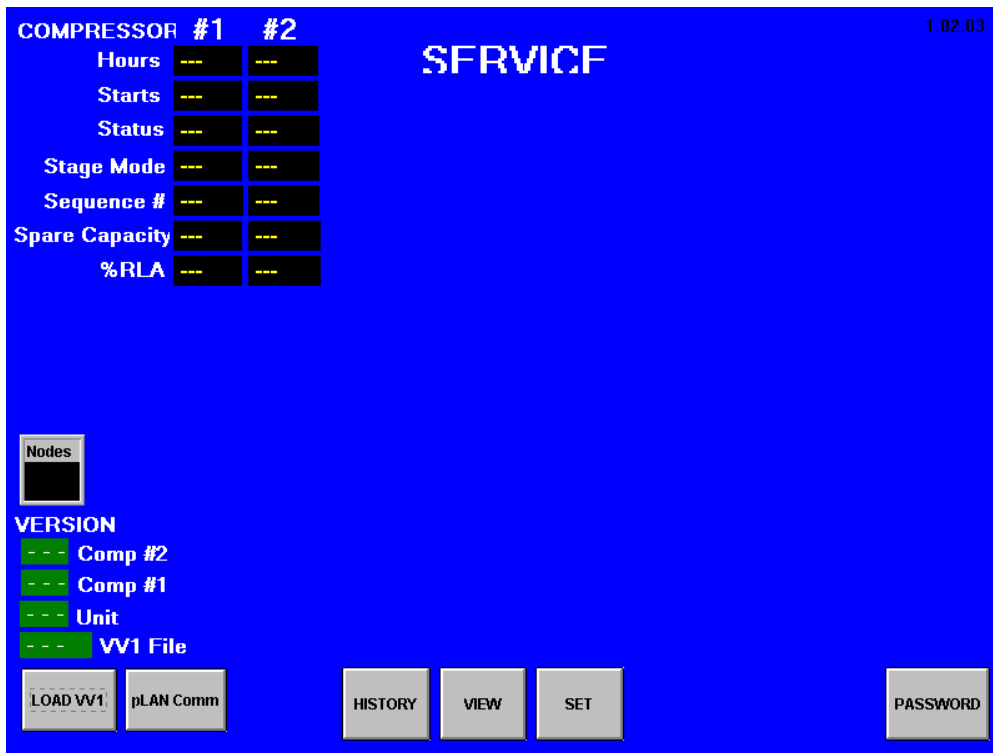 COMPRESSOR #1 #2
1.02.03
SERVICE
Hours --- ---
Starts --- ---
Status --- ---
Stage Mode --- ---
Sequence # --- ---
Spare Capacity --- ---
%RLA --- ---
Nodes
VERSION
- - - Comp #2
- - - Comp #1
- - - Unit
- - - VV1 File
LOAD VV1 pLAN Comm HISTORY VIEW SET PASSWORD